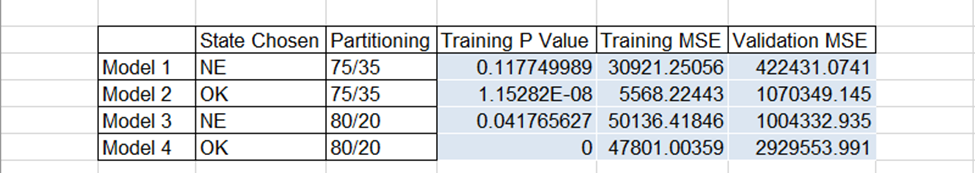 State Chosen Partitioning Training P Value Training MSE Validation MSE
Model 1 NE 75/35 0.117749989 30921.25056 422431.0741
Model 2 OK 75/35 1.15282E-08 5568.22443 1070349.145
Model 3 NE 80/20 0.041765627 50136.41846 1004332.935
Model 4 OK 80/20 0 47801.00359 2929553.991